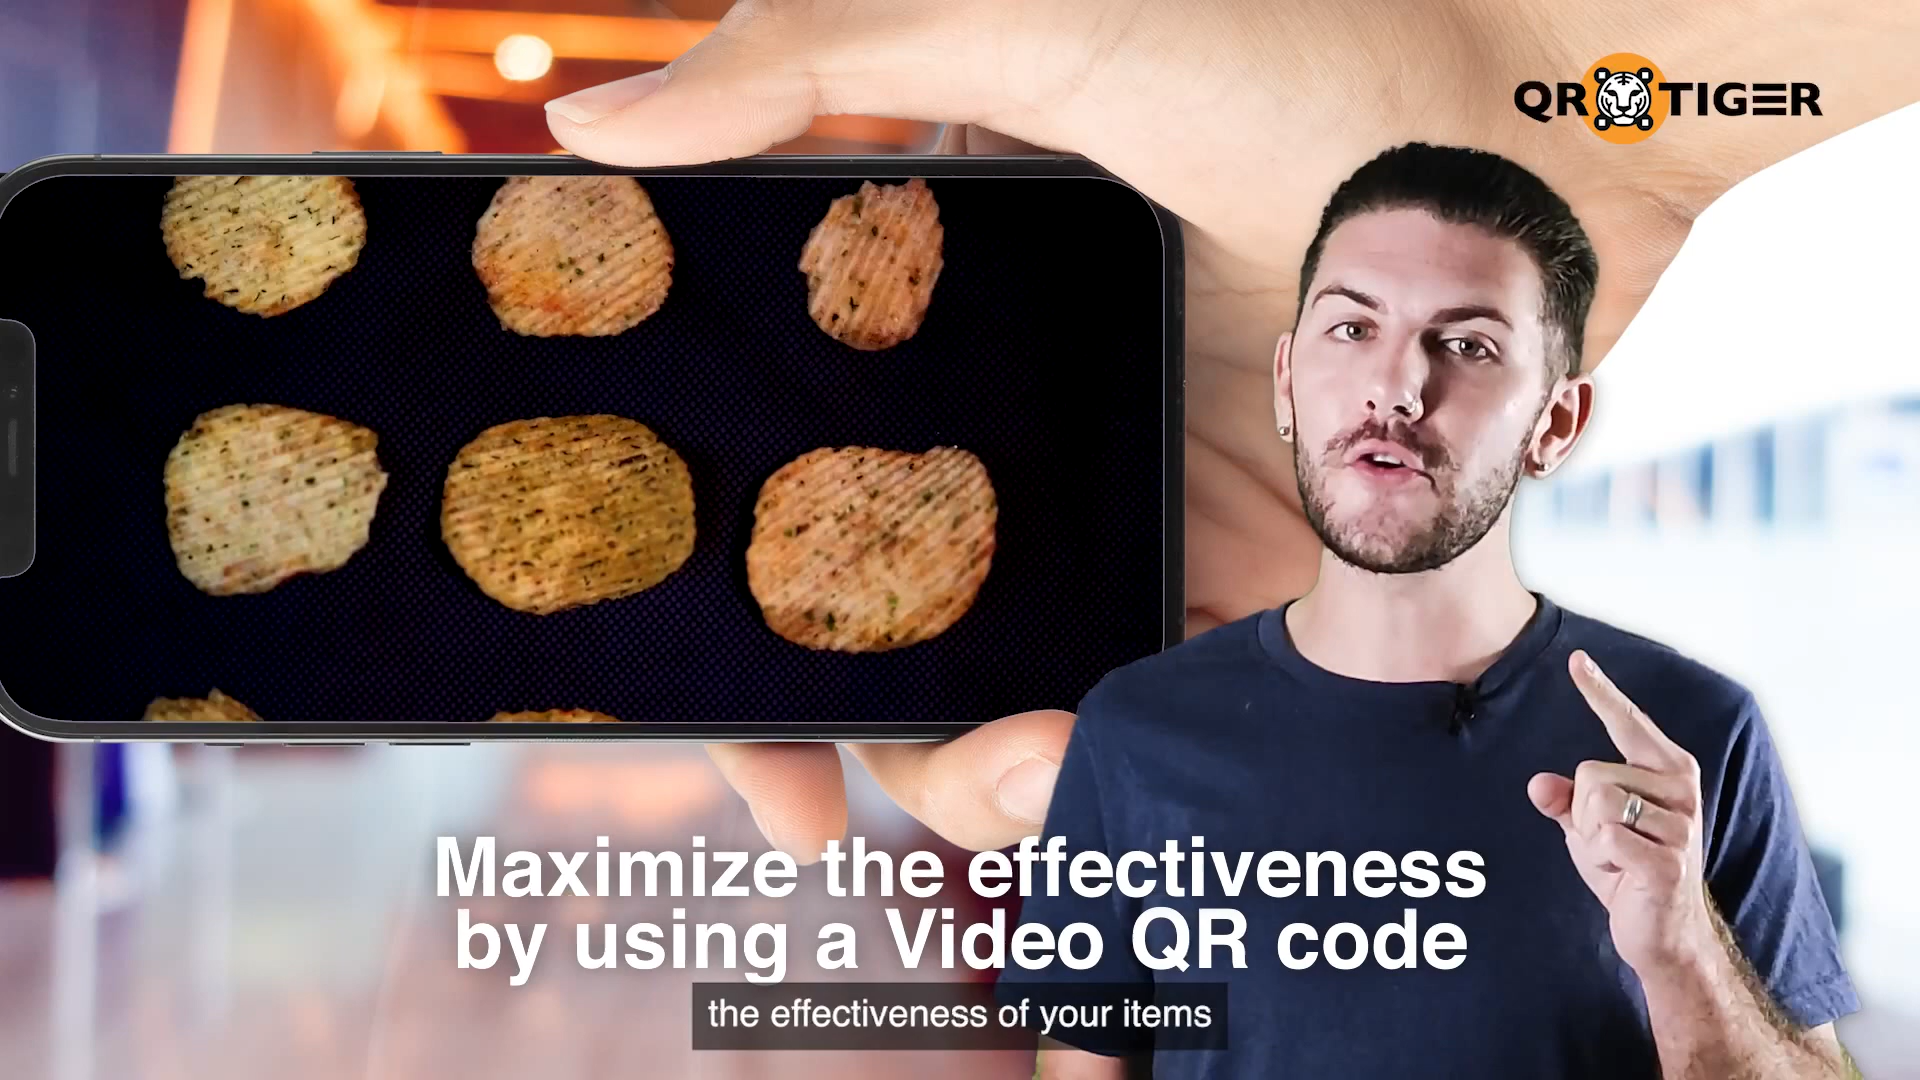 QR TIGER
Maximize the effectiveness
by using a Video QR code
the effectiveness of your items